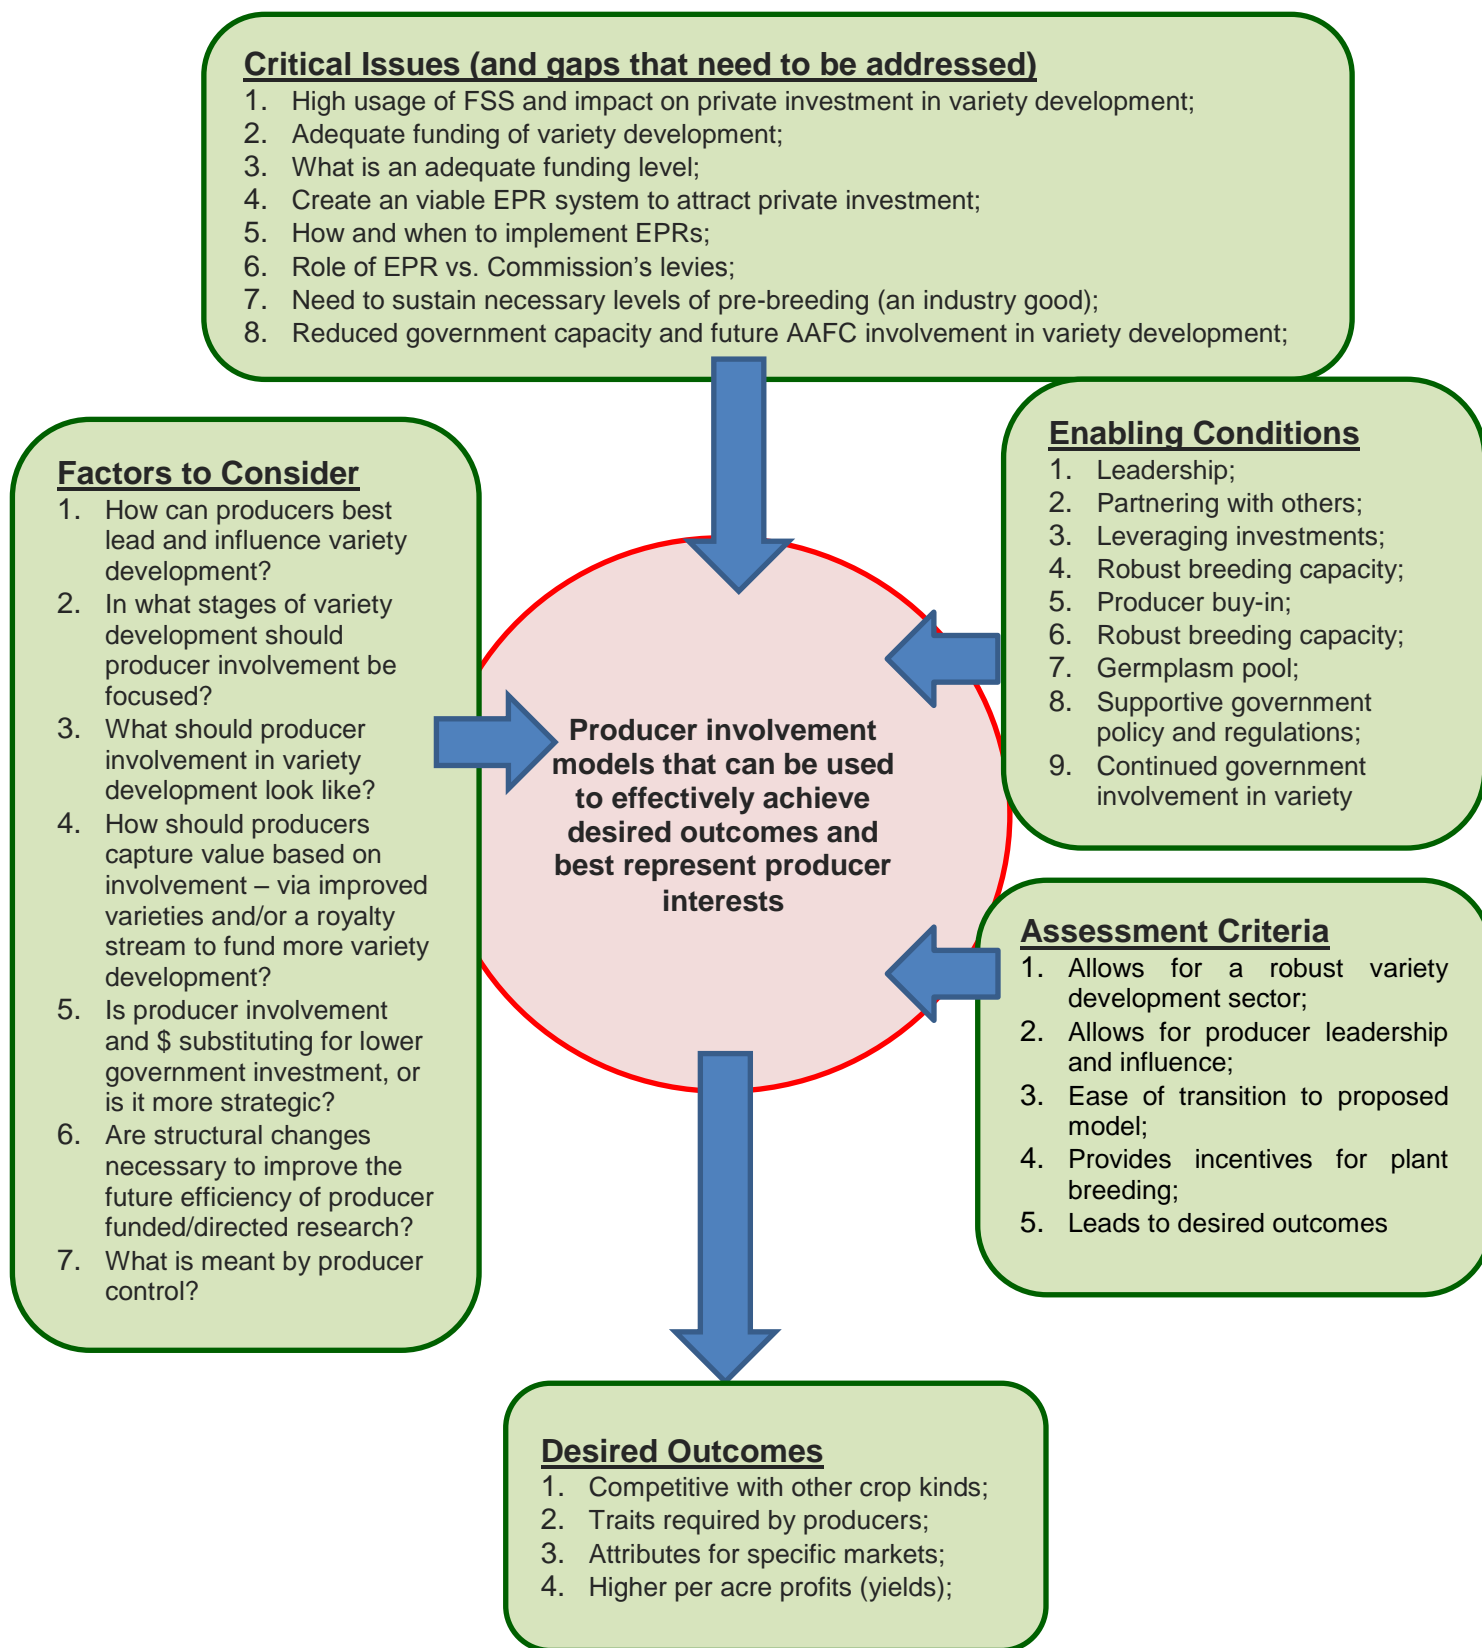 Critical Issues (and gaps that need to be addressed)
1. High usage of FSS and impact on private investment in variety development;
2. Adequate funding of variety development;
3. What is an adequate funding level;
4. Create an viable EPR system to attract private investment;
5. How and when to implement EPRs;
6. Role of EPR vs. Commission's levies;
7. Need to sustain necessary levels of pre-breeding (an industry good);
8. Reduced government capacity and future AAFC involvement in variety development;
Factors to Consider
1. How can producers best
lead and influence variety
development?
2. In what stages of variety
development should
producer involvement be
focused?
3. What should producer
involvement in variety
development look like?
4. How should producers
capture value based on
involvement – via improved
varieties and/or a royalty
stream to fund more variety
development?
5. Is producer involvement
and $ substituting for lower
government investment, or
is it more strategic?
6. Are structural changes
necessary to improve the
future efficiency of producer
funded/directed research?
7. What is meant by producer
control?
Producer involvement
models that can be used
to effectively achieve
desired outcomes and
best represent producer
interests
Enabling Conditions
1. Leadership;
2. Partnering with others;
3. Leveraging investments;
4. Robust breeding capacity;
5. Producer buy-in;
6. Robust breeding capacity;
7. Germplasm pool;
8. Supportive government
policy and regulations;
9. Continued government
involvement in variety
Assessment Criteria
1. Allows for a robust variety
development sector;
2. Allows for producer leadership
and influence;
3. Ease of transition to proposed
model;
4. Provides incentives for plant
breeding;
5. Leads to desired outcomes
Desired Outcomes
1. Competitive with other crop kinds;
2. Traits required by producers;
3. Attributes for specific markets;
4. Higher per acre profits (yields);